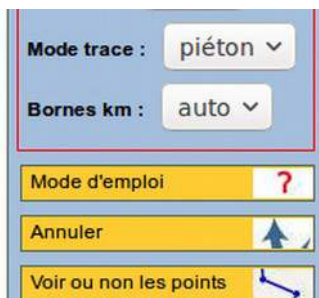 Mode trace : piéton
Bornes km : auto
Mode d'emploi ?
Annuler
Voir ou non les points